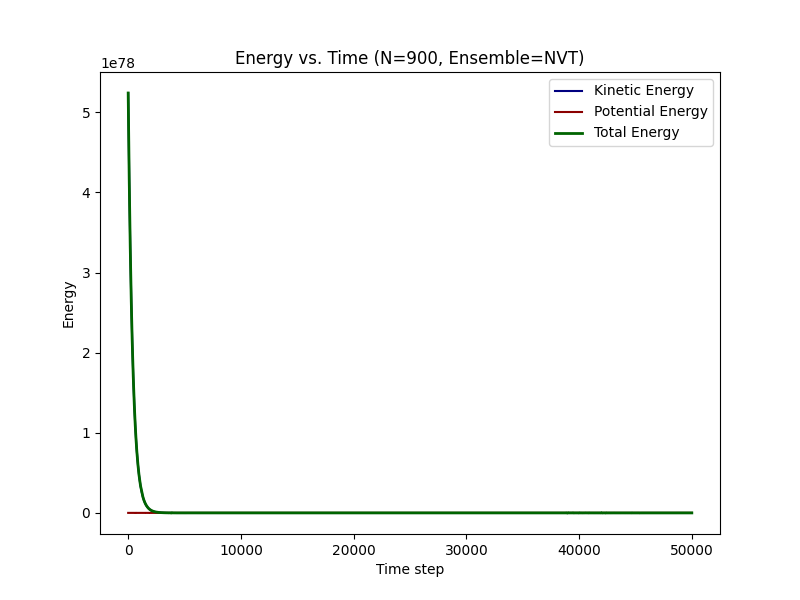 Energy vs. Time (N=900, Ensemble=NVT)
1e78
Kinetic Energy
Potential Energy
Total Energy
5
4
3
2
1
0
Energy
0 10000 20000 30000 40000 50000
Time step